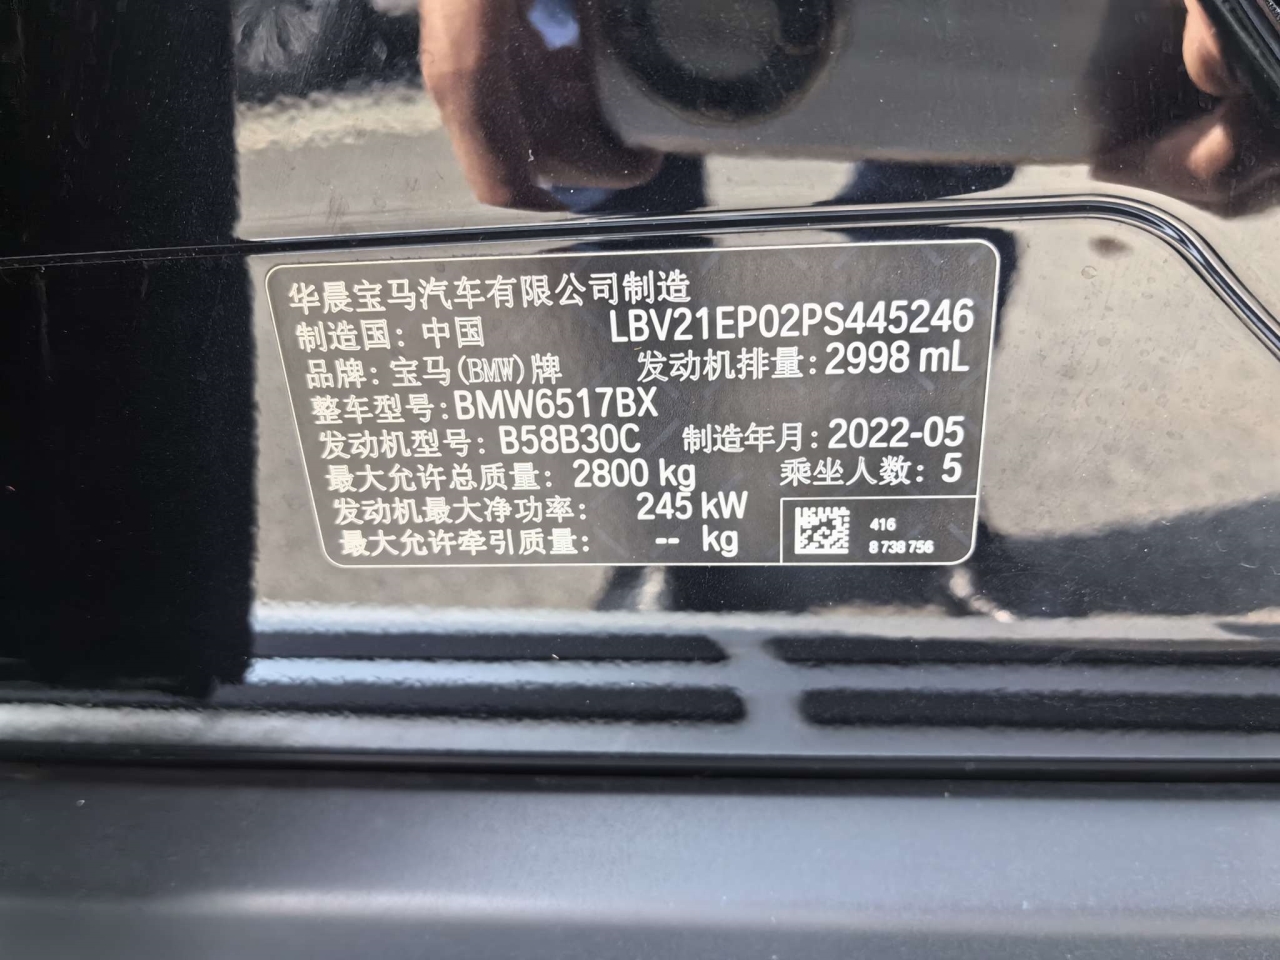 华晨宝马汽车有限公司制造
制造国：中国 LBV21EP02PS445246
品牌：宝马(BMW)牌 发动机排量：2998 mL
整车型号：BMW6517BX
发动机型号：B58B30C 制造年月：2022-05
最大允许总质量：2800 kg 乘坐人数：5
发动机最大净功率：245 kW
最大允许牵引质量：-- kg
416
8 738 756